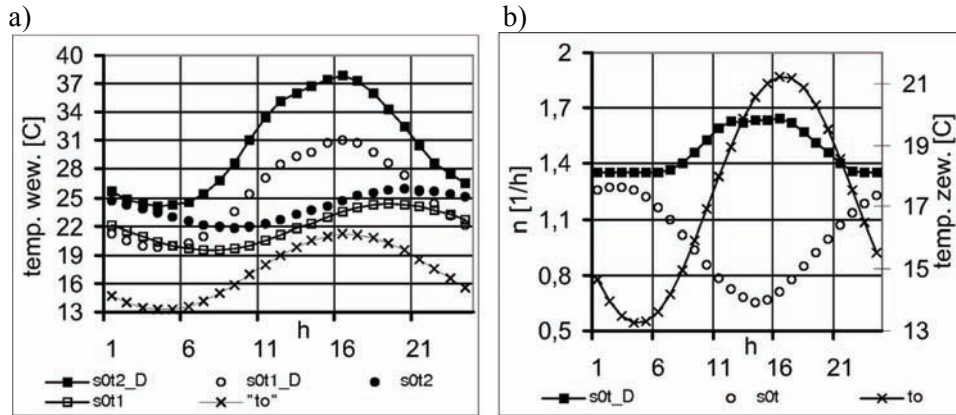 a)
temp. wew. [C]
40
37
34
31
28
25
22
19
16
13
1 6 11 16 21
h
s0t2_D s0t1_D s0t2
s0t1 "to"
b)
n [1/h]
2
1,7
1,4
1,1
0,8
0,5
temp. zew. [C]
21
19
17
15
13
1 6 11 16 21
h
s0t_D s0t to